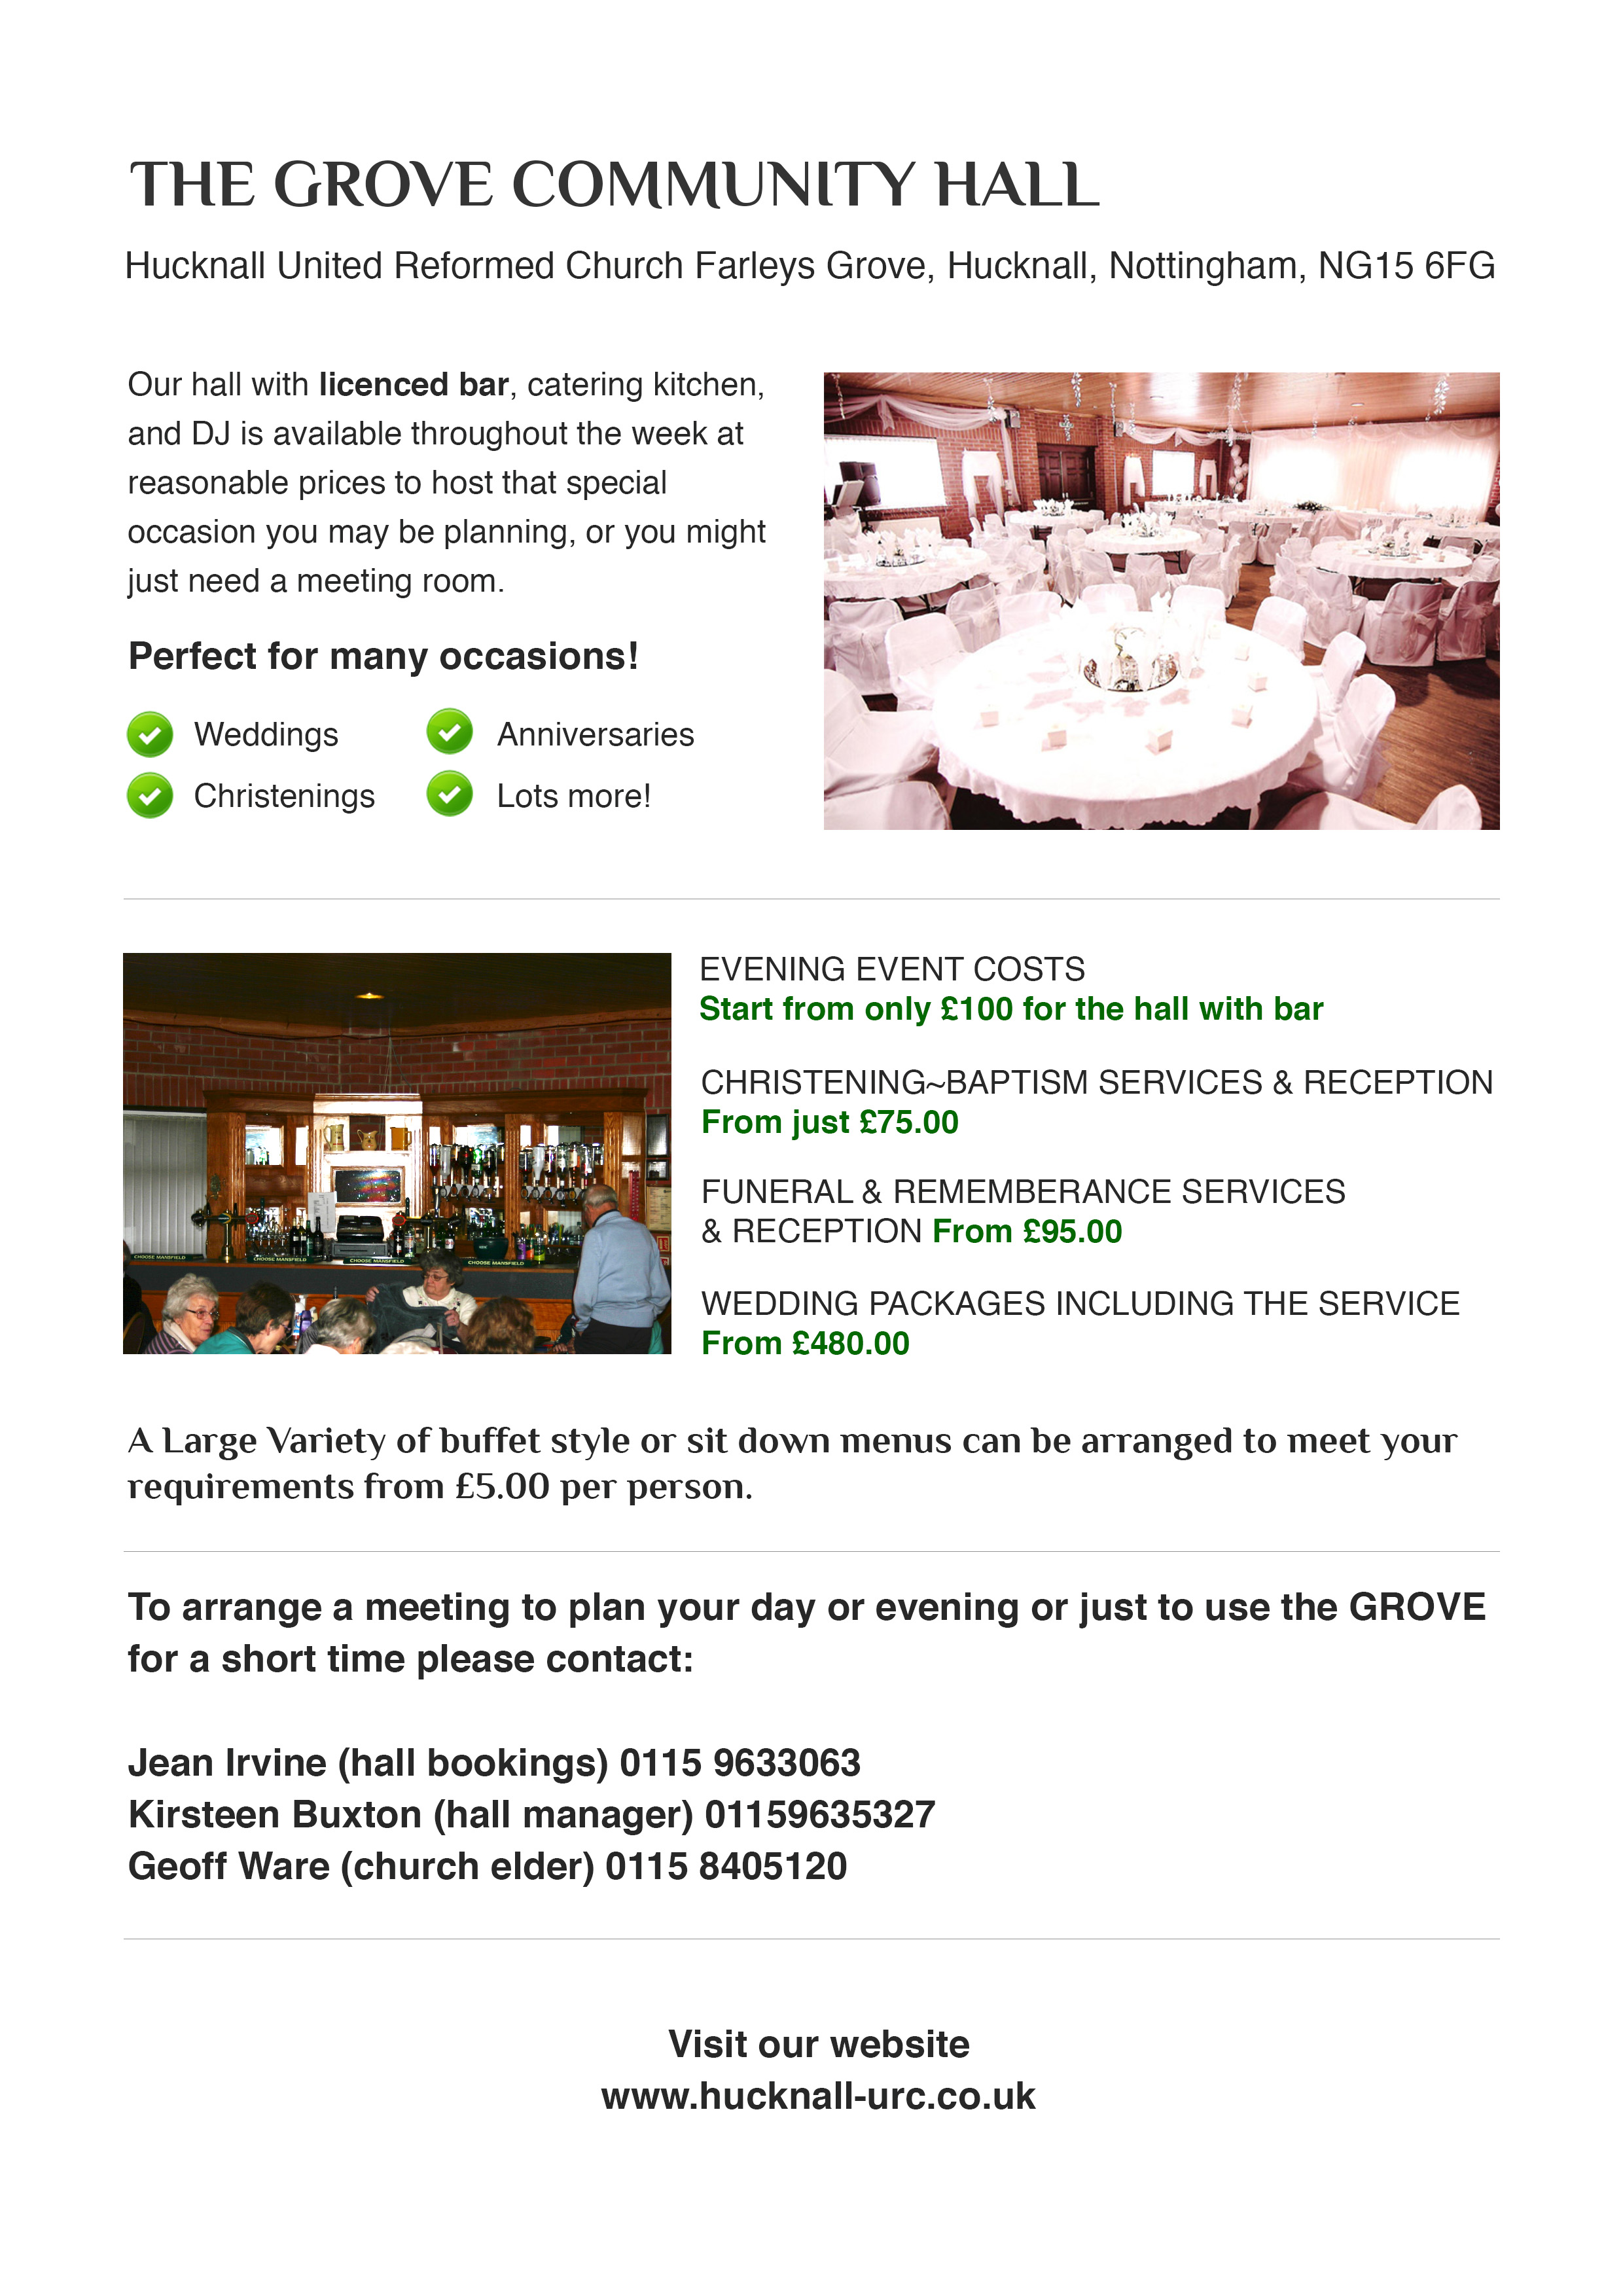 THE GROVE COMMUNITY HALL
Hucknall United Reformed Church Farleys Grove, Hucknall, Nottingham, NG15 6FG
Our hall with licenced bar, catering kitchen,
and DJ is available throughout the week at
reasonable prices to host that special
occasion you may be planning, or you might
just need a meeting room.
Perfect for many occasions!
Weddings
Anniversaries
Christenings
Lots more!
EVENING EVENT COSTS
Start from only £100 for the hall with bar
CHRISTENING~BAPTISM SERVICES & RECEPTION
From just £75.00
FUNERAL & REMEMBERANCE SERVICES
& RECEPTION From £95.00
WEDDING PACKAGES INCLUDING THE SERVICE
From £480.00
CHOOSE MANSFIELD
CHOOSE MANSFIELD
CHOOSE MANSFIELD
CHOOSE MANSFIELD
A Large Variety of buffet style or sit down menus can be arranged to meet your
requirements from £5.00 per person.
To arrange a meeting to plan your day or evening or just to use the GROVE
for a short time please contact:
Jean Irvine (hall bookings) 0115 9633063
Kirsteen Buxton (hall manager) 01159635327
Geoff Ware (church elder) 0115 8405120
Visit our website
www.hucknall-urc.co.uk